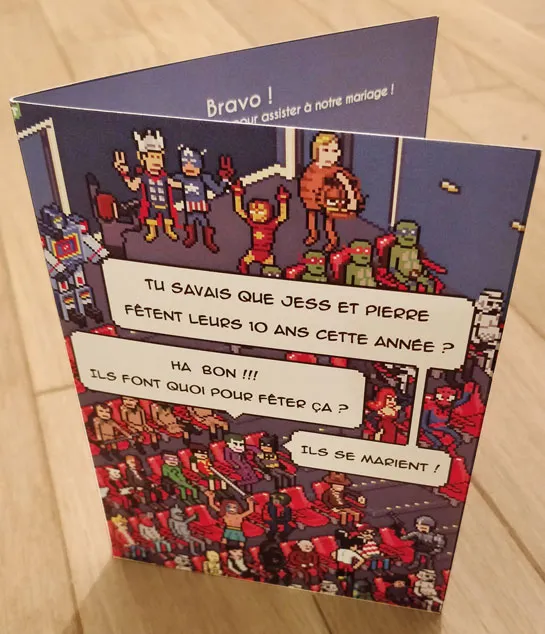 Bravo !
pour assister à notre mariage !
TU SAVAIS QUE JESS ET PIERRE
FÊTENT LEURS 10 ANS CETTE ANNÉE ?
HA BON !!!
ILS FONT QUOI POUR FÊTER ÇA ?
ILS SE MARIENT !